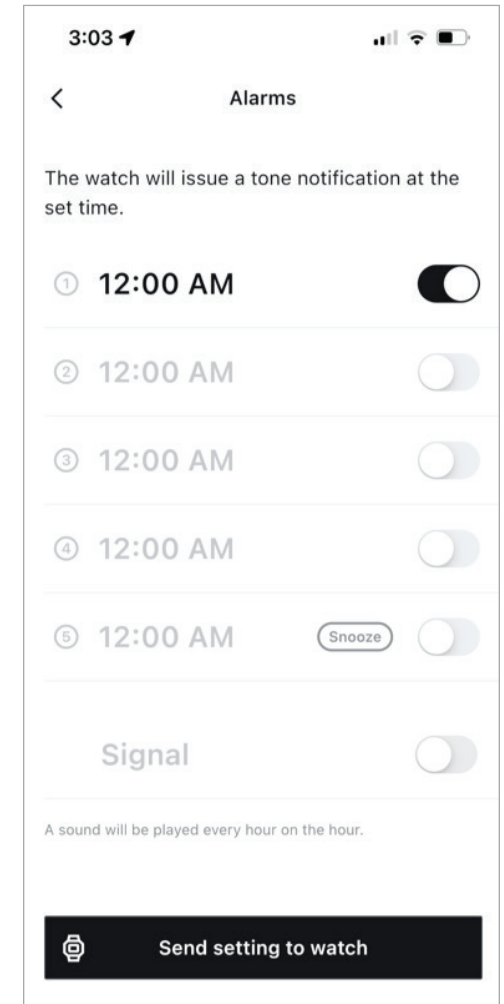 3:03
Alarms
The watch will issue a tone notification at the
set time.
1 12:00 AM
2 12:00 AM
3 12:00 AM
4 12:00 AM
5 12:00 AM Snooze
Signal
A sound will be played every hour on the hour.
Send setting to watch